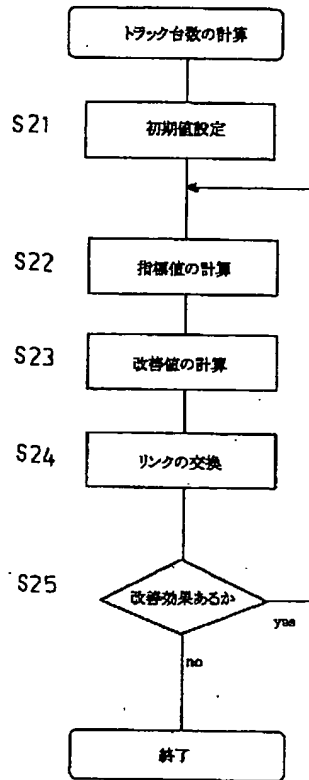 トラック台数の計算
S21
初期値設定
S22
指標値の計算
S23
改善値の計算
S24
リンクの交換
S25
改善効果あるか
yes
no
終了